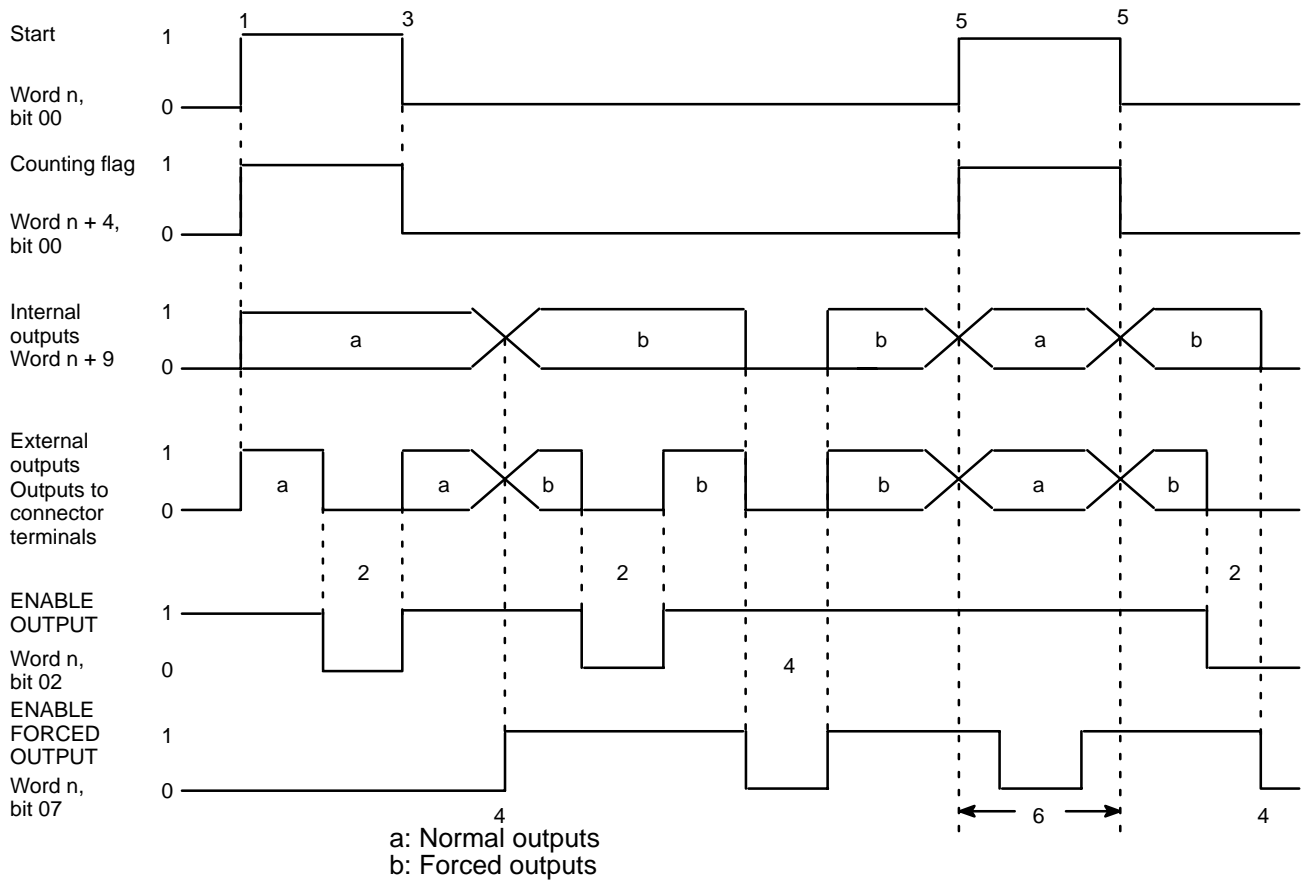 1 3 5 5
Start 1
Word n, 0
bit 00
Counting flag 1
Word n + 4, 0
bit 00
Internal 1
outputs a b b a b
Word n + 9 0
External
outputs 1
Outputs to a a b b b a b
connector 0
terminals
2 2 2
ENABLE 1
OUTPUT
Word n, 0
bit 02 4
ENABLE
FORCED 1
OUTPUT
Word n, 0
bit 07
4 6 4
a: Normal outputs
b: Forced outputs